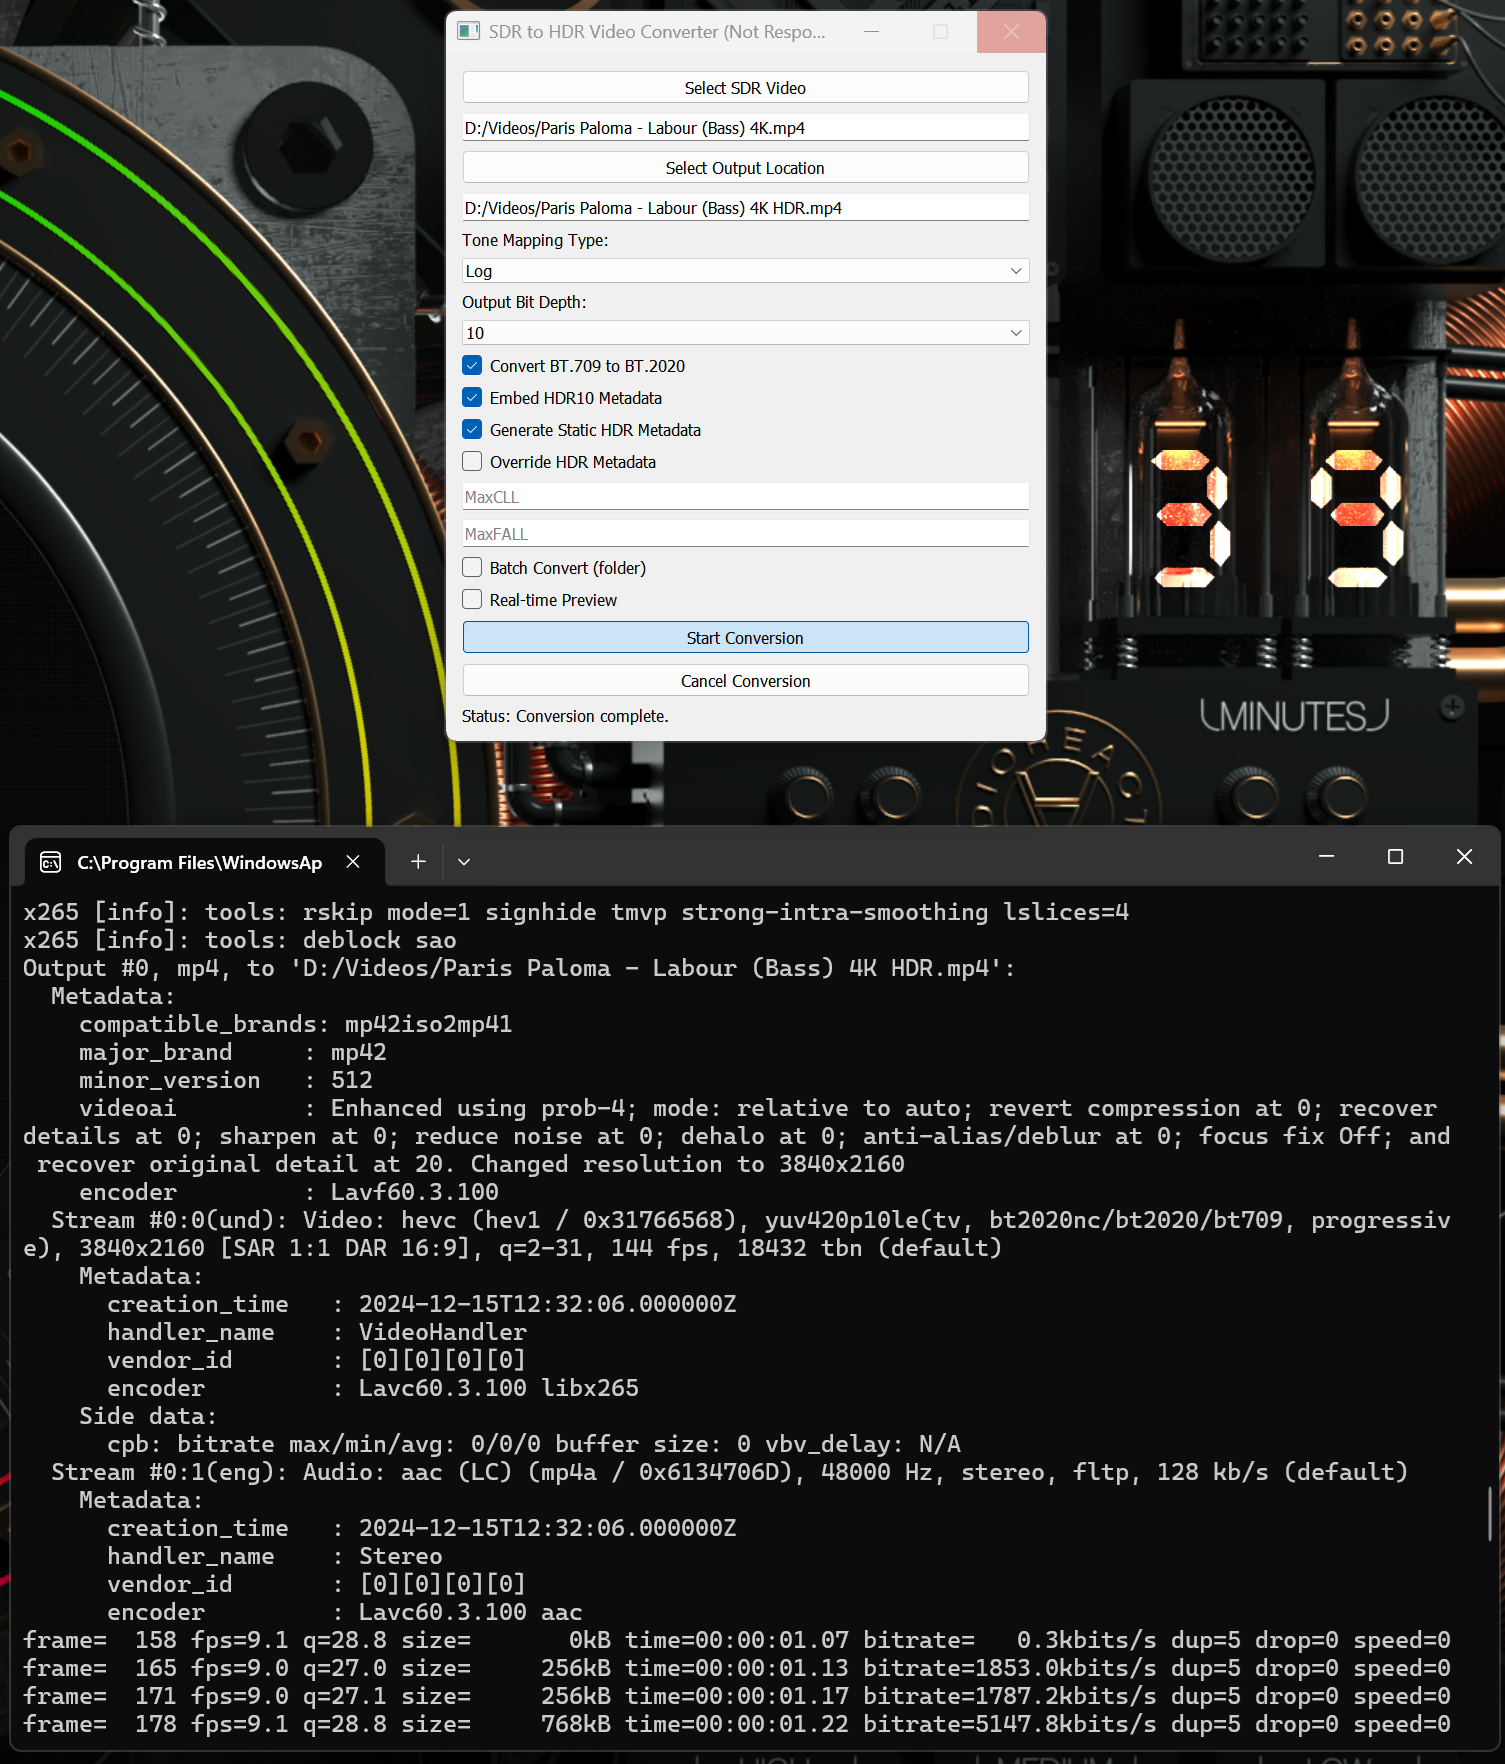 SDR to HDR Video Converter (Not Respo...
Select SDR Video
D:/Videos/Paris Paloma - Labour (Bass) 4K.mp4
Select Output Location
D:/Videos/Paris Paloma - Labour (Bass) 4K HDR.mp4
Tone Mapping Type:
Log
Output Bit Depth:
10
Convert BT.709 to BT.2020
Embed HDR10 Metadata
Generate Static HDR Metadata
Override HDR Metadata
MaxCLL
MaxFALL
Batch Convert (folder)
Real-time Preview
Start Conversion
Cancel Conversion
Status: Conversion complete.
39
MINUTES
C:\Program Files\WindowsAp
x265 [info]: tools: rskip mode=1 signhide tmvp strong-intra-smoothing lslices=4
x265 [info]: tools: deblock sao
Output #0, mp4, to 'D:/Videos/Paris Paloma - Labour (Bass) 4K HDR.mp4':
Metadata:
compatible_brands: mp42iso2mp41
major_brand : mp42
minor_version : 512
videoai : Enhanced using prob-4; mode: relative to auto; revert compression at 0; recover
details at 0; sharpen at 0; reduce noise at 0; dehalo at 0; anti-alias/deblur at 0; focus fix Off; and
recover original detail at 20. Changed resolution to 3840x2160
encoder : Lavf60.3.100
Stream #0:0(und): Video: hevc (hev1 / 0x31766568), yuv420p10le(tv, bt2020nc/bt2020/bt709, progressiv
e), 3840x2160 [SAR 1:1 DAR 16:9], q=2-31, 144 fps, 18432 tbn (default)
Metadata:
creation_time : 2024-12-15T12:32:06.000000Z
handler_name : VideoHandler
vendor_id : [0][0][0][0]
encoder : Lavc60.3.100 libx265
Side data:
cpb: bitrate max/min/avg: 0/0/0 buffer size: 0 vbv_delay: N/A
Stream #0:1(eng): Audio: aac (LC) (mp4a / 0x6134706D), 48000 Hz, stereo, fltp, 128 kb/s (default)
Metadata:
creation_time : 2024-12-15T12:32:06.000000Z
handler_name : Stereo
vendor_id : [0][0][0][0]
encoder : Lavc60.3.100 aac
frame= 158 fps=9.1 q=28.8 size= 0kB time=00:00:01.07 bitrate= 0.3kbits/s dup=5 drop=0 speed=0
frame= 165 fps=9.0 q=27.0 size= 256kB time=00:00:01.13 bitrate=1853.0kbits/s dup=5 drop=0 speed=0
frame= 171 fps=9.0 q=27.1 size= 256kB time=00:00:01.17 bitrate=1787.2kbits/s dup=5 drop=0 speed=0
frame= 178 fps=9.1 q=28.8 size= 768kB time=00:00:01.22 bitrate=5147.8kbits/s dup=5 drop=0 speed=0